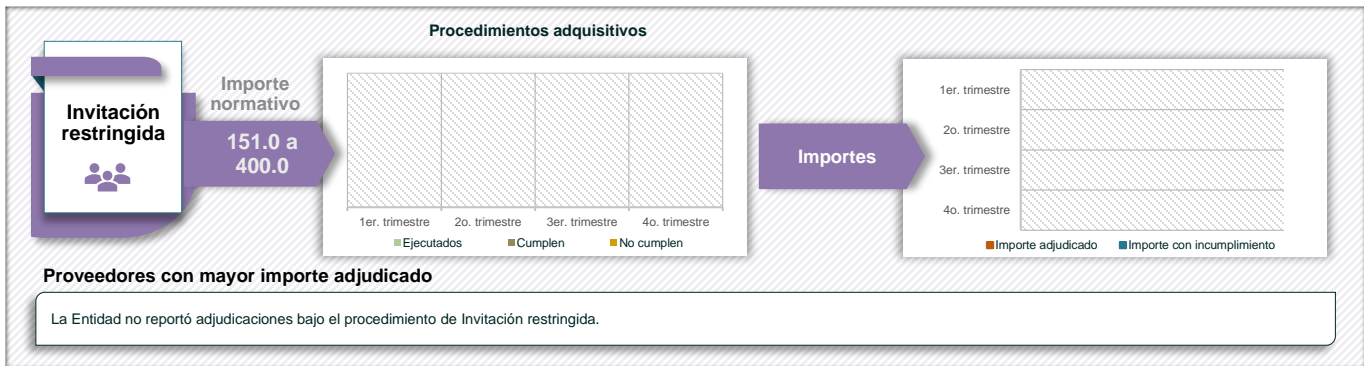 Procedimientos adquisitivos
Invitación
restringida
Importe
normativo
151.0 a
400.0
1er. trimestre 2o. trimestre 3er. trimestre 4o. trimestre
Ejecutados Cumplen No cumplen
Importes
1er. trimestre
2o. trimestre
3er. trimestre
4o. trimestre
Importe adjudicado Importe con incumplimiento
Proveedores con mayor importe adjudicado
La Entidad no reportó adjudicaciones bajo el procedimiento de Invitación restringida.